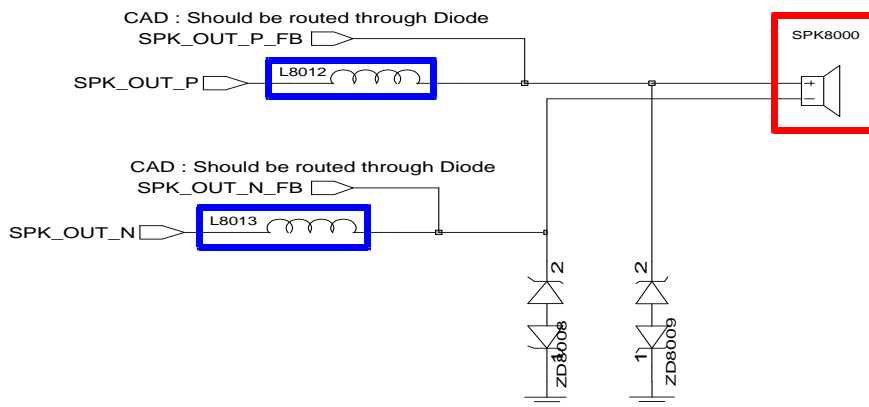 CAD : Should be routed through Diode
SPK_OUT_P_FB
SPK8000
L8012
SPK_OUT_P
+
−
CAD : Should be routed through Diode
SPK_OUT_N_FB
L8013
SPK_OUT_N
2
2
1
1
ZD8008
ZD8009